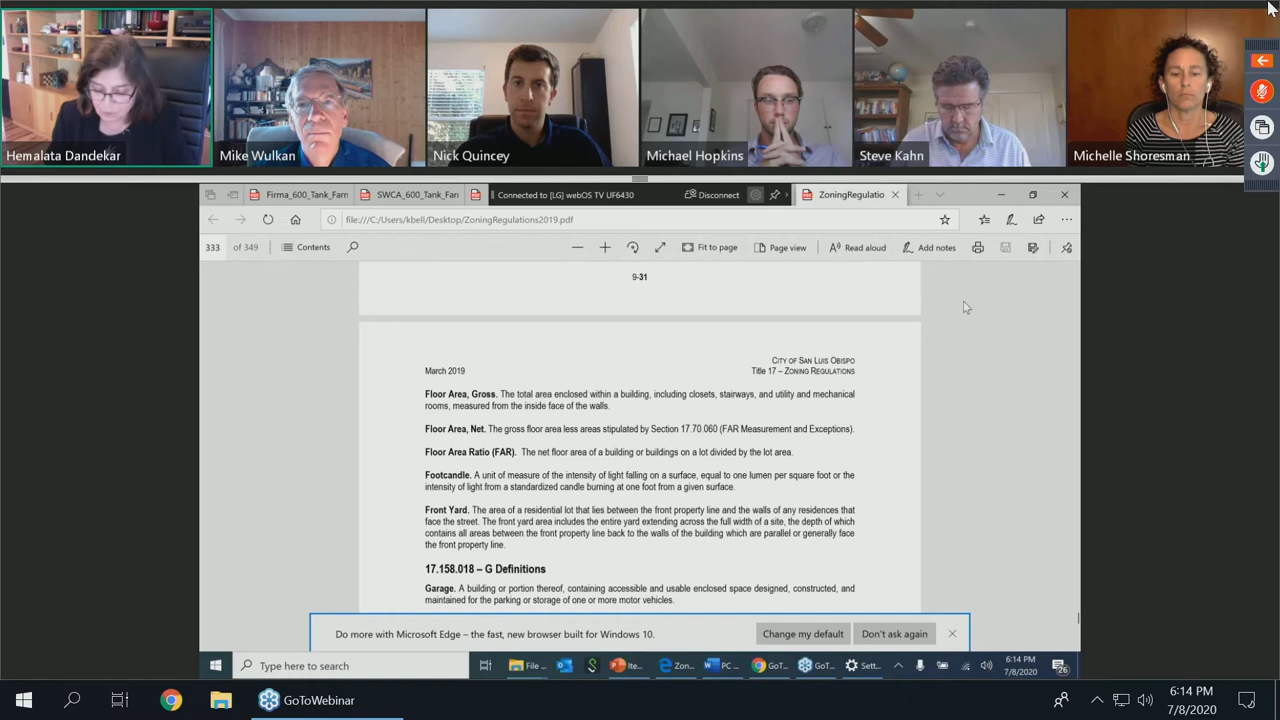 Hemalata Dandekar
Mike Wulkan
Nick Quincey
Michael Hopkins
Steve Kahn
Michelle Shoresman
Firma_600_Tank_Farr
SWCA_600_Tank_Far
Connected to [LG] webOS TV UF6430
Disconnect
ZoningRegulatio
file:///C:/Users/kbell/Desktop/ZoningRegulations2019.pdf
333 of 349
Contents
Fit to page
Page view
Read aloud
Add notes
9-31
CITY OF SAN LUIS OBISPO
March 2019
Title 17 – ZONING REGULATIONS
Floor Area, Gross. The total area enclosed within a building, including closets, stairways, and utility and mechanical
rooms, measured from the inside face of the walls.
Floor Area, Net. The gross floor area less areas stipulated by Section 17.70.060 (FAR Measurement and Exceptions).
Floor Area Ratio (FAR). The net floor area of a building or buildings on a lot divided by the lot area.
Footcandle. A unit of measure of the intensity of light falling on a surface, equal to one lumen per square foot or the
intensity of light from a standardized candle burning at one foot from a given surface.
Front Yard. The area of a residential lot that lies between the front property line and the walls of any residences that
face the street. The front yard area includes the entire yard extending across the full width of a site, the depth of which
contains all areas between the front property line back to the walls of the building which are parallel or generally face
the front property line.
17.158.018 – G Definitions
Garage. A building or portion thereof, containing accessible and usable enclosed space designed, constructed, and
maintained for the parking or storage of one or more motor vehicles.
Do more with Microsoft Edge – the fast, new browser built for Windows 10.
Change my default
Don't ask again
Type here to search
File ...
Ite...
Zon...
PC ...
GoT...
GoT...
Sett...
6:14 PM
7/8/2020
26
GoToWebinar
6:14 PM
7/8/2020